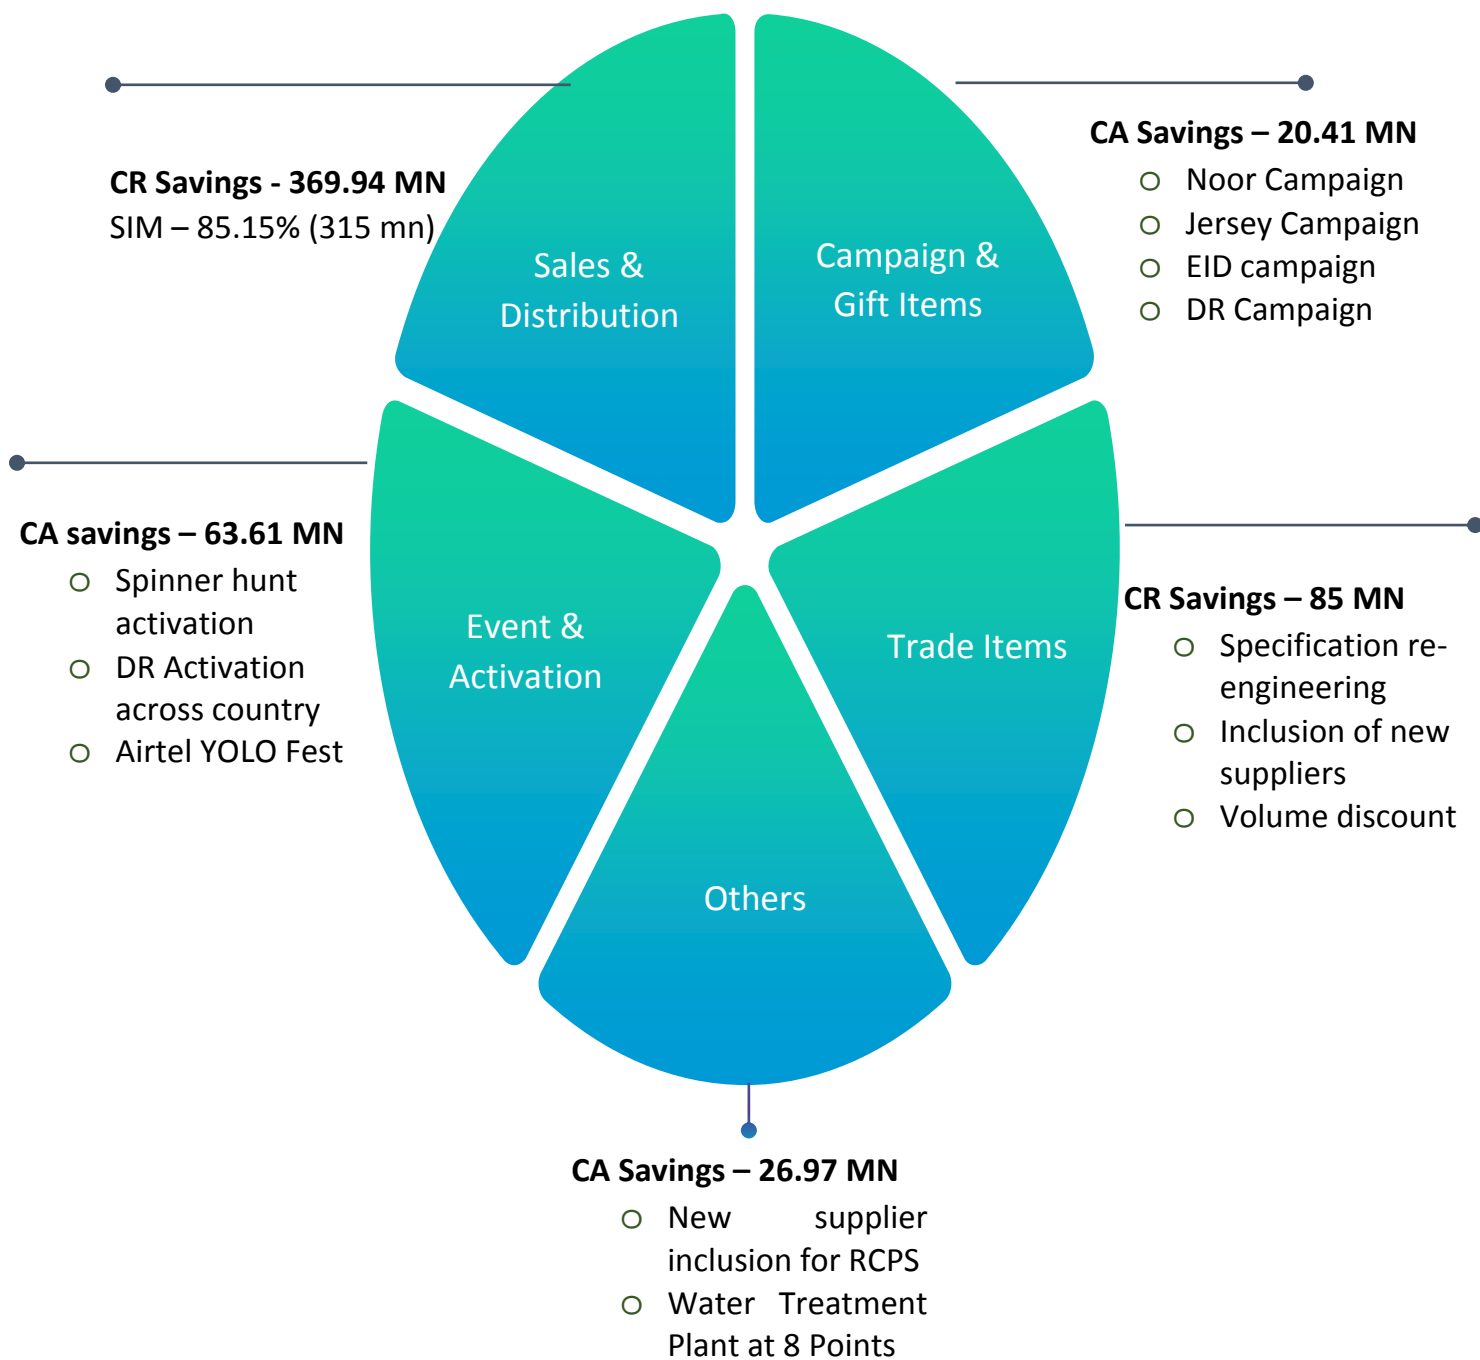 CR Savings - 369.94 MN
SIM – 85.15% (315 mn)
Sales &
Distribution
Campaign &
Gift Items
CA Savings – 20.41 MN
o Noor Campaign
o Jersey Campaign
o EID campaign
o DR Campaign
CA savings – 63.61 MN
o Spinner hunt
activation
o DR Activation
across country
o Airtel YOLO Fest
Event &
Activation
Trade Items
CR Savings – 85 MN
o Specification re-
engineering
o Inclusion of new
suppliers
o Volume discount
Others
CA Savings – 26.97 MN
o New supplier
inclusion for RCPS
o Water Treatment
Plant at 8 Points